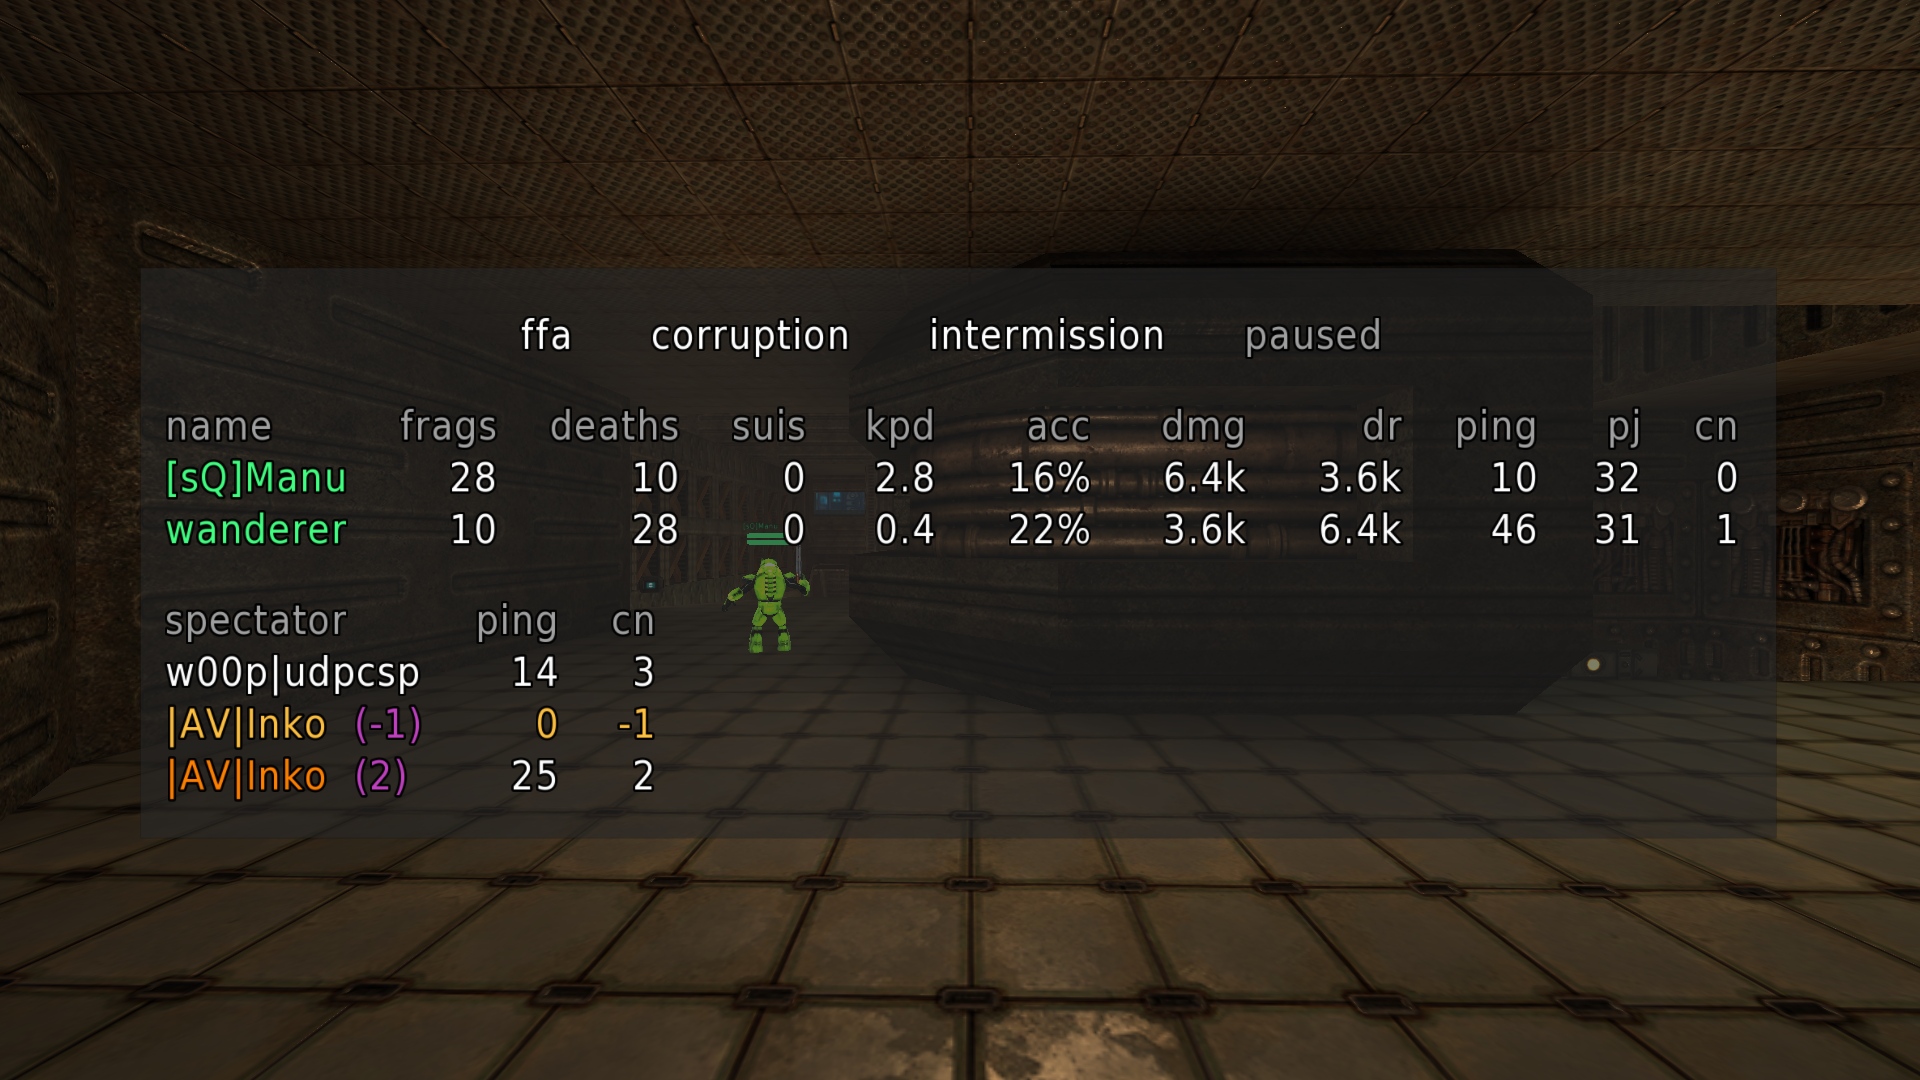 ffa corruption intermission paused
name frags deaths suis kpd acc dmg dr ping pj cn
[sQ]Manu 28 10 0 2.8 16% 6.4k 3.6k 10 32 0
wanderer 10 28 0 0.4 22% 3.6k 6.4k 46 31 1
[sQ]Manu
spectator ping cn
w00p|udpcsp 14 3
|AV|Inko (-1) 0 -1
|AV|Inko (2) 25 2